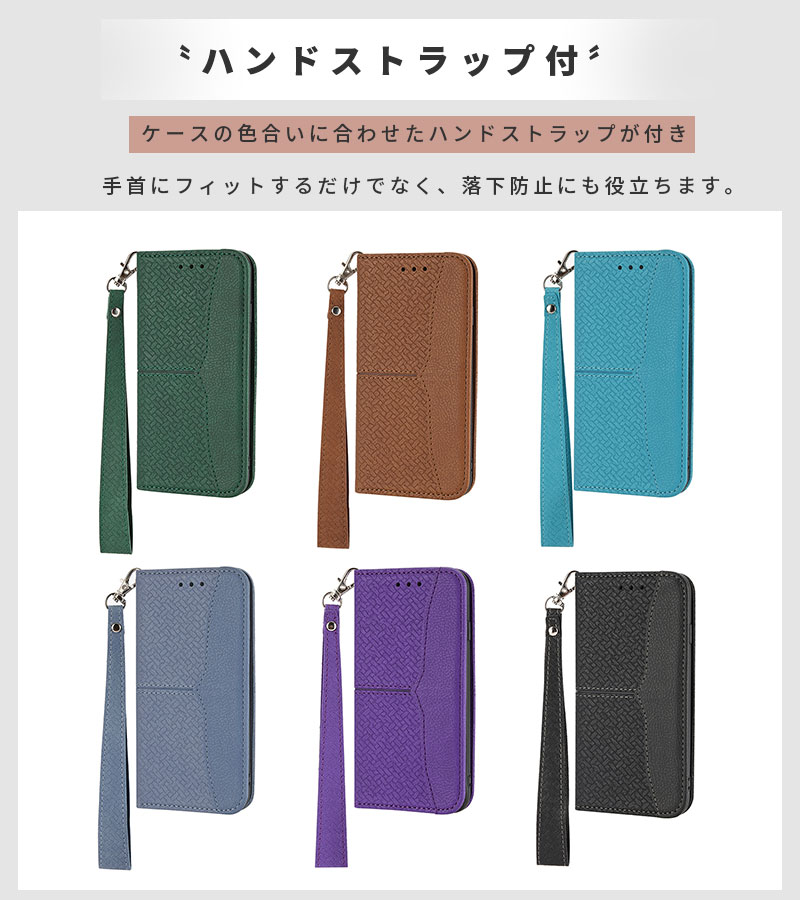 〝ハンドストラップ付〞
ケースの色合いに合わせたハンドストラップが付き
手首にフィットするだけでなく、落下防止にも役立ちます。